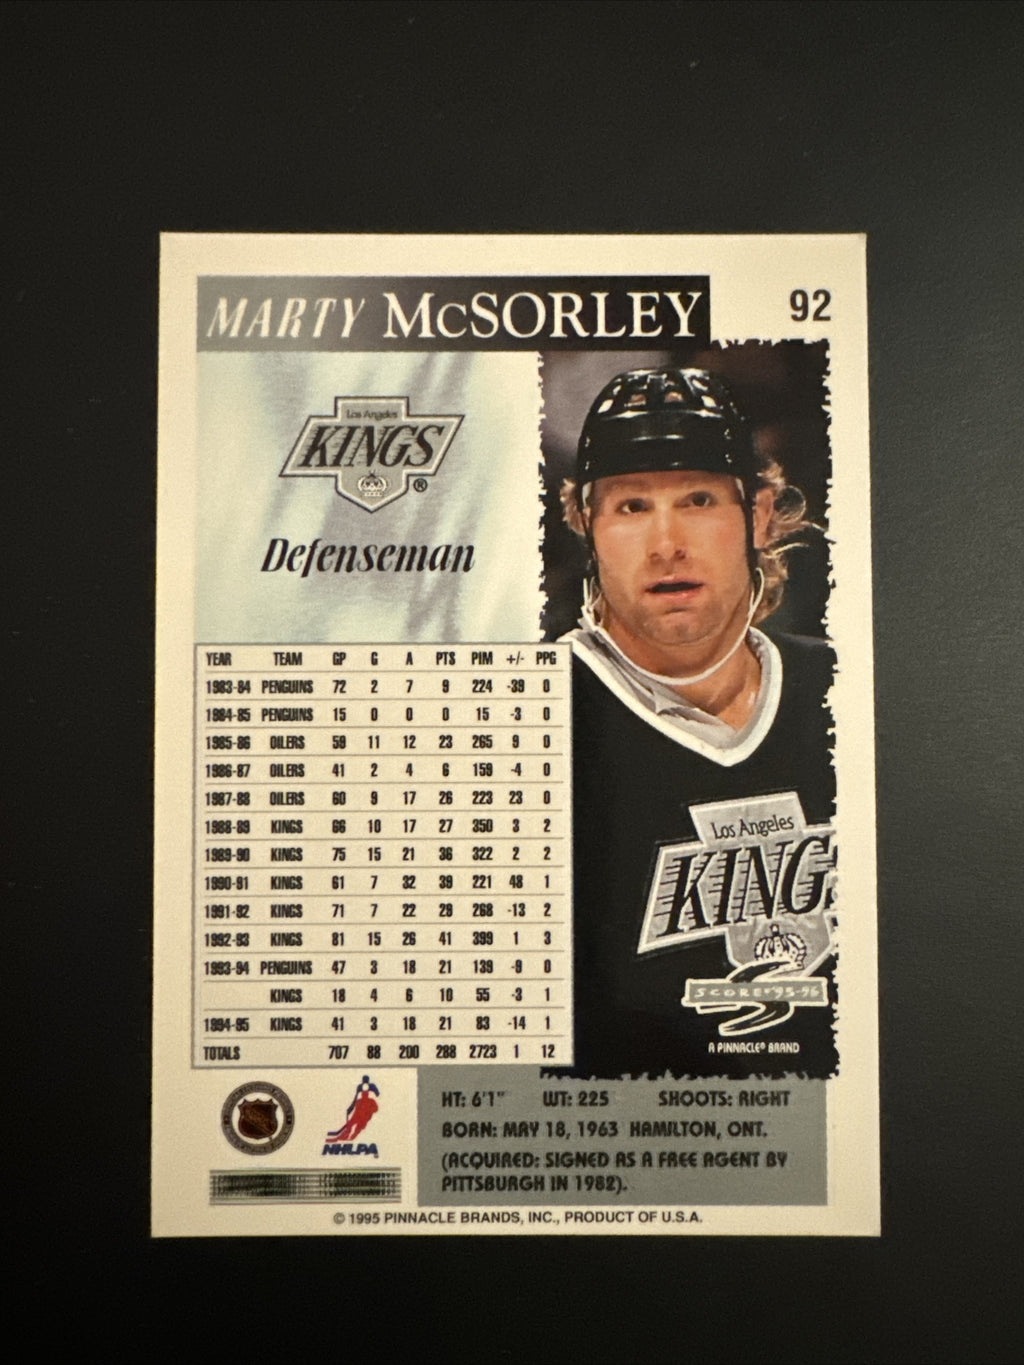 MARTY McSORLEY
92
Los Angeles
KINGS
®
Defenseman
YEAR TEAM GP G A PTS PIM +/- PPG
1983-84 PENGUINS 72 2 7 9 224 -39 0
1984-85 PENGUINS 15 0 0 0 15 -3 0
1985-86 OILERS 59 11 12 23 265 9 0
1986-87 OILERS 41 2 4 6 159 -4 0
1987-88 OILERS 60 9 17 26 223 23 0
1988-89 KINGS 66 10 17 27 350 3 2
1989-90 KINGS 75 15 21 36 322 2 2
1990-91 KINGS 61 7 32 39 221 48 1
1991-92 KINGS 71 7 22 29 268 -13 2
1992-93 KINGS 81 15 26 41 399 1 3
1993-94 PENGUINS 47 3 18 21 139 -9 0
KINGS 18 4 6 10 55 -3 1
1994-95 KINGS 41 3 18 21 83 -14 1
TOTALS 707 88 200 288 2723 1 12
Los Angeles
KING
SCORE® '95-96
A PINNACLE® BRAND
NHLPA
HT: 6'1" WT: 225 SHOOTS: RIGHT
BORN: MAY 18, 1963 HAMILTON, ONT.
(ACQUIRED: SIGNED AS A FREE AGENT BY
PITTSBURGH IN 1982).
© 1995 PINNACLE BRANDS, INC., PRODUCT OF U.S.A.